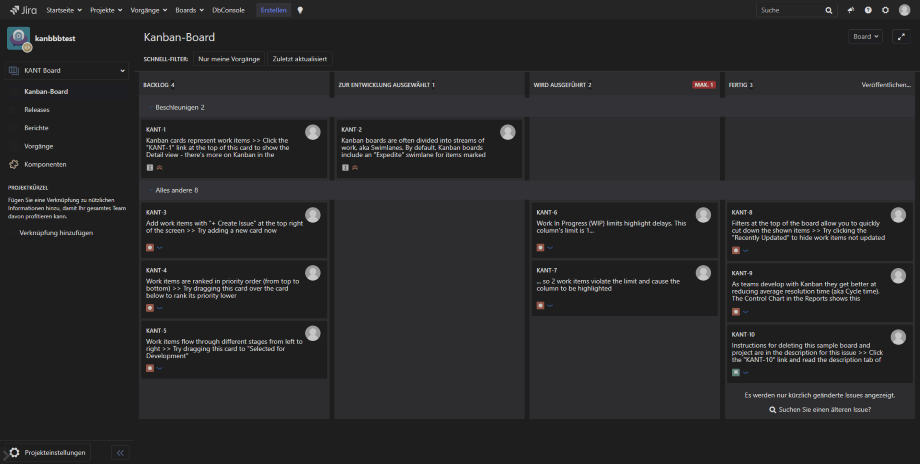 Jira Startseite Projekte Vorgänge Boards DbConsole Erstellen Suche
kanbbbtest
Kanban-Board
Board
SCHNELL-FILTER: Nur meine Vorgänge Zuletzt aktualisiert
KANT Board
Kanban-Board
Releases
Berichte
Vorgänge
Komponenten
PROJEKTKÜRZEL
Fügen Sie eine Verknüpfung zu nützlichen
Informationen hinzu, damit Ihr gesamtes Team
davon profitieren kann.
Verknüpfung hinzufügen
Projekteinstellungen
BACKLOG 4
ZUR ENTWICKLUNG AUSGEWÄHLT 1
WIRD AUSGEFÜHRT 2
MAX. 1
FERTIG 3
Veröffentlichen...
Beschleunigen 2
KANT-1
Kanban cards represent work items >> Click the
"KANT-1" link at the top of this card to show the
Detail view - there's more on Kanban in the
KANT-2
Kanban boards are often divided into streams of
work, aka Swimlanes. By default, Kanban boards
include an "Expedite" swimlane for items marked
Alles andere 8
KANT-3
Add work items with "+ Create Issue" at the top right
of the screen >> Try adding a new card now
KANT-4
Work items are ranked in priority order (from top to
bottom) >> Try dragging this card over the card
below to rank its priority lower
KANT-5
Work items flow through different stages from left to
right >> Try dragging this card to "Selected for
Development"
KANT-6
Work In Progress (WIP) limits highlight delays. This
column's limit is 1...
KANT-7
... so 2 work items violate the limit and cause the
column to be highlighted
KANT-8
Filters at the top of the board allow you to quickly
cut down the shown items >> Try clicking the
"Recently Updated" to hide work items not updated
KANT-9
As teams develop with Kanban they get better at
reducing average resolution time (aka Cycle time).
The Control Chart in the Reports shows this
KANT-10
Instructions for deleting this sample board and
project are in the description for this issue >> Click
the "KANT-10" link and read the description tab of
Es werden nur kürzlich geänderte Issues angezeigt.
Suchen Sie einen älteren Issue?